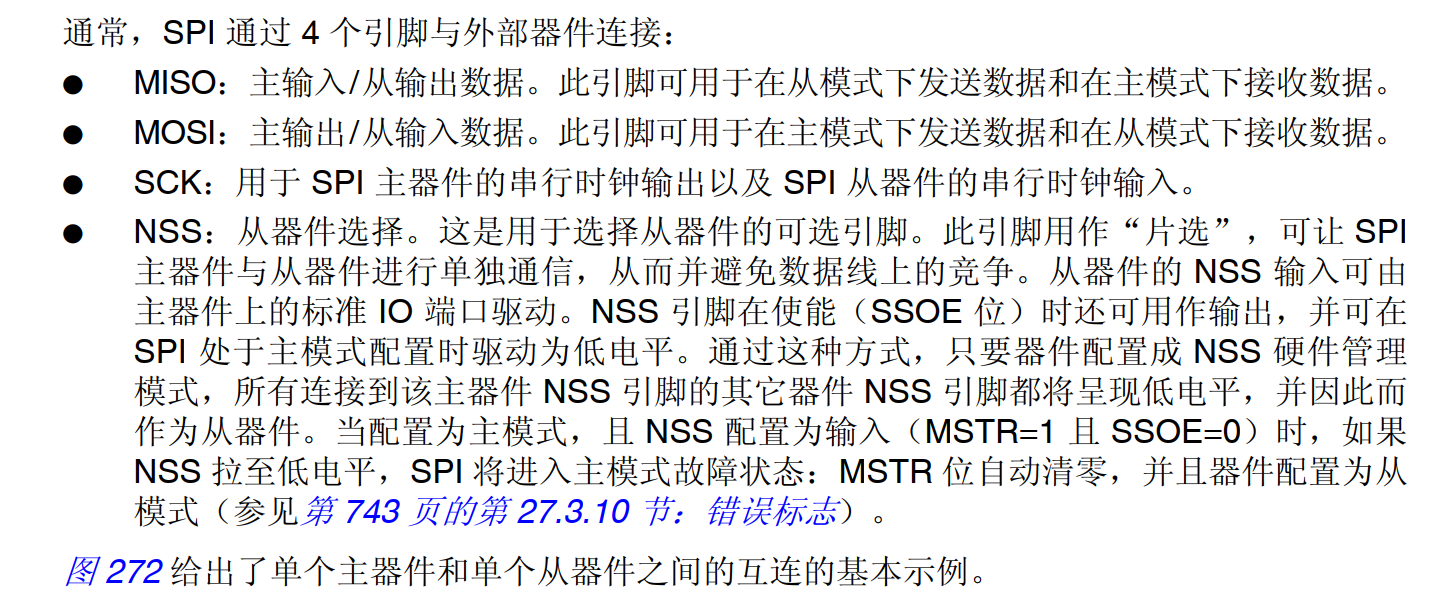 通常，SPI 通过 4 个引脚与外部器件连接：
● MISO：主输入/从输出数据。此引脚可用于在从模式下发送数据和在主模式下接收数据。
● MOSI：主输出/从输入数据。此引脚可用于在主模式下发送数据和在从模式下接收数据。
● SCK：用于 SPI 主器件的串行时钟输出以及 SPI 从器件的串行时钟输入。
● NSS：从器件选择。这是用于选择从器件的可选引脚。此引脚用作“片选”，可让 SPI
主器件与从器件进行单独通信，从而并避免数据线上的竞争。从器件的 NSS 输入可由
主器件上的标准 IO 端口驱动。NSS 引脚在使能（SSOE 位）时还可用作输出，并可在
SPI 处于主模式配置时驱动为低电平。通过这种方式，只要器件配置成 NSS 硬件管理
模式，所有连接到该主器件 NSS 引脚的其它器件 NSS 引脚都将呈现低电平，并因此而
作为从器件。当配置为主模式，且 NSS 配置为输入（MSTR=1 且 SSOE=0）时，如果
NSS 拉至低电平，SPI 将进入主模式故障状态：MSTR 位自动清零，并且器件配置为从
模式（参见第 743 页的第 27.3.10 节：错误标志）。
图 272 给出了单个主器件和单个从器件之间的互连的基本示例。